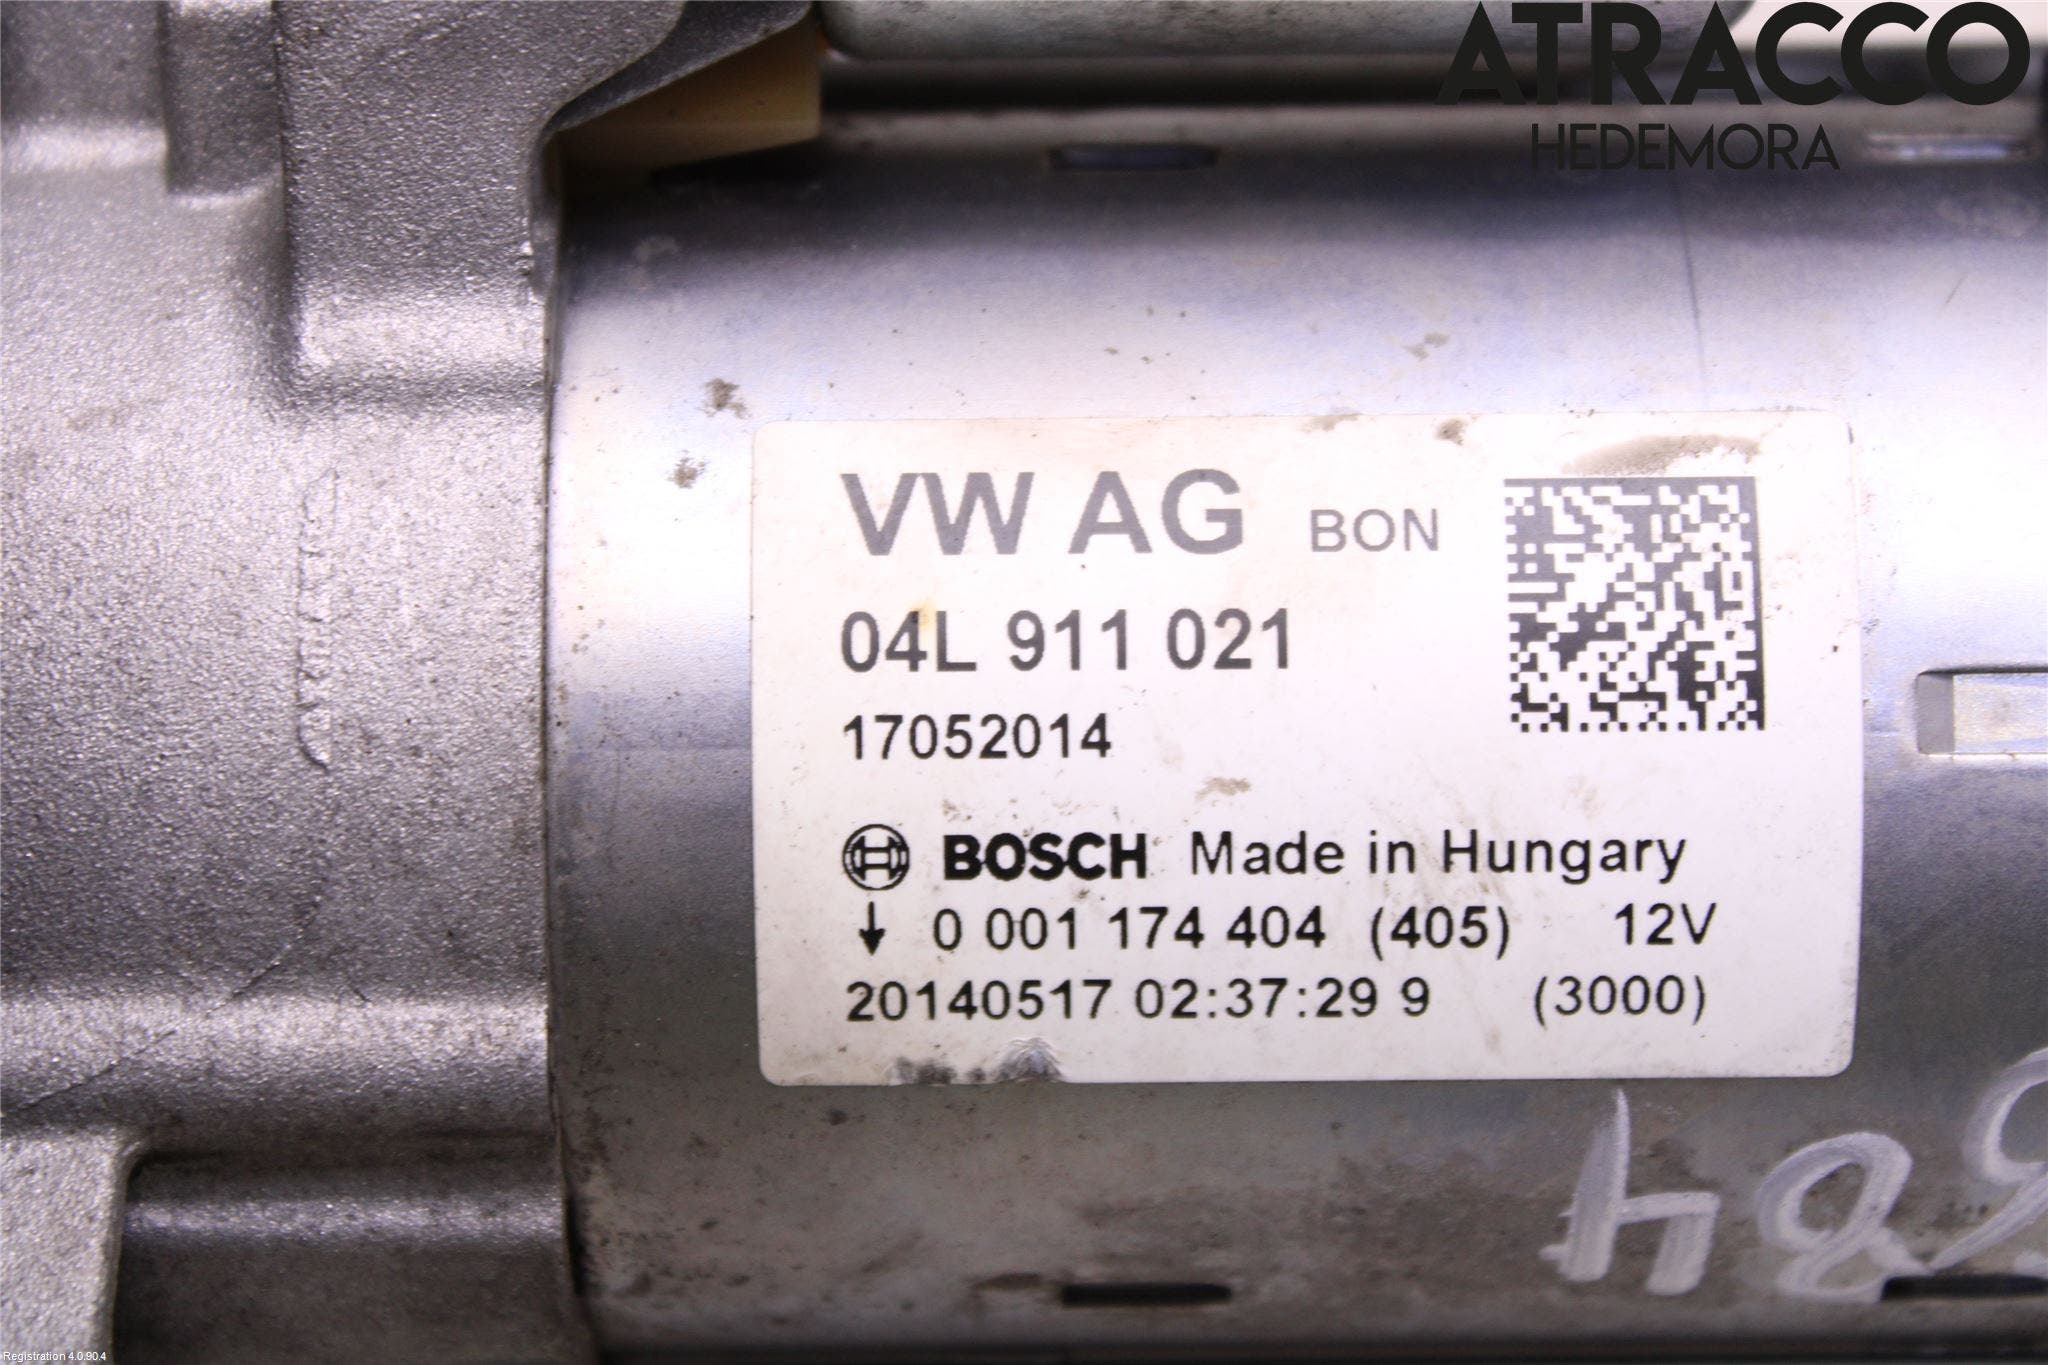 ATRACCO
HEDEMORA
VW AG BON
04L 911 021
17052014
BOSCH Made in Hungary
↓ 0 001 174 404 (405) 12V
20140517 02:37:29 9 (3000)
Registration 4.0.90.4